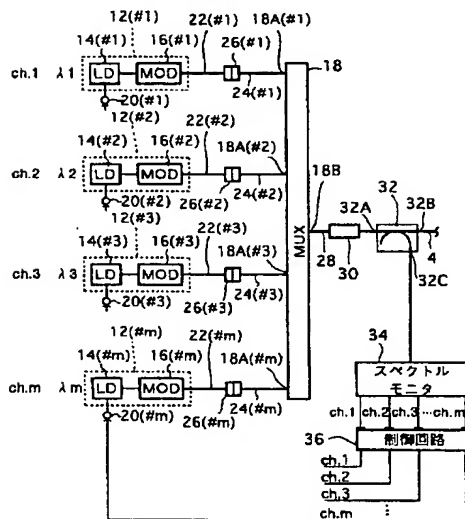 12(#1)
14(#1) 16(#1) 22(#1) 26(#1) 18A(#1)
ch.1 λ1 LD MOD 18
20(#1) 24(#1)
12(#2)
14(#2) 16(#2) 22(#2) 18A(#2)
ch.2 λ2 LD MOD
20(#2) 26(#2) 24(#2)
12(#3)
14(#3) 16(#3) 22(#3) 18A(#3)
ch.3 λ3 LD MOD
20(#3) 26(#3) 24(#3)
12(#m)
14(#m) 16(#m) 22(#m) 18A(#m)
ch.m λm LD MOD
20(#m) 26(#m) 24(#m)
MUX
18B 32A 32 32B
28 30 32C 4
34
スペクトル
モニタ
ch.1 ch.2 ch.3 …ch.m
36 制御回路
ch.1
ch.2
ch.3
ch.m